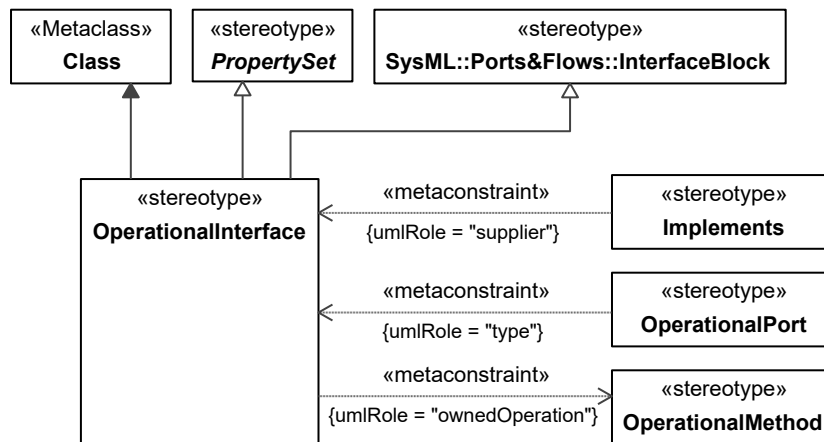 «Metaclass»
Class
«stereotype»
PropertySet
«stereotype»
SysML::Ports&Flows::InterfaceBlock
«stereotype»
OperationalInterface
«metaconstraint»
{umlRole = "supplier"}
«stereotype»
Implements
«metaconstraint»
{umlRole = "type"}
«stereotype»
OperationalPort
«metaconstraint»
{umlRole = "ownedOperation"}
«stereotype»
OperationalMethod